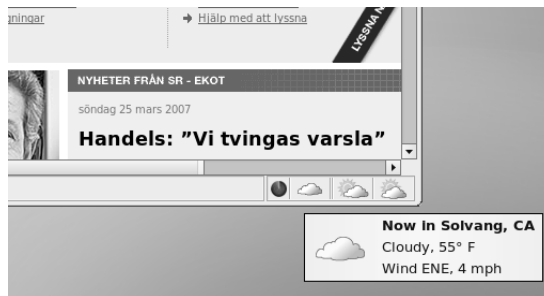 gningar
Hjälp med att lyssna
LYSSNA N
NYHETER FRÅN SR - EKOT
söndag 25 mars 2007
Handels: ”Vi tvingas varsla”
Now in Solvang, CA
Cloudy, 55° F
Wind ENE, 4 mph